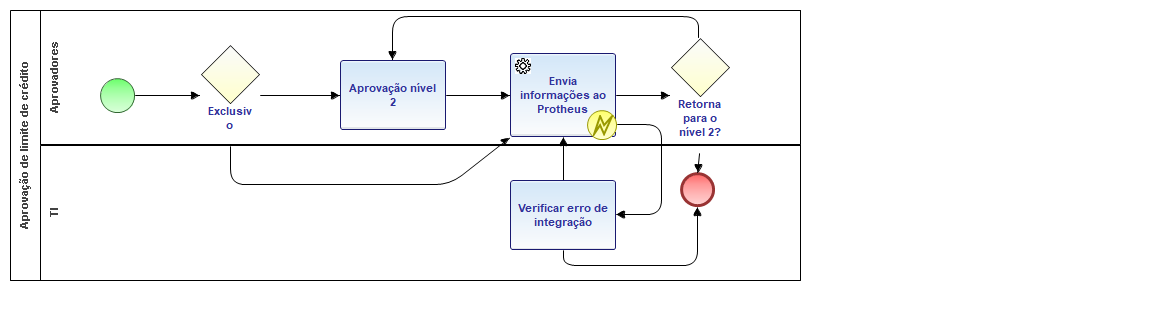 Aprovação de limite de crédito
Aprovadores
TI
Exclusiv
o
Aprovação nível
2
Envia
informações ao
Protheus
Retorna
para o
nível 2?
Verificar erro de
integração